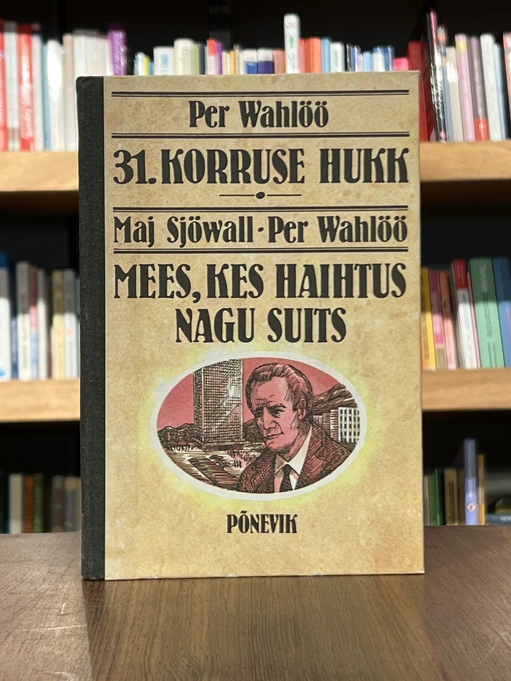 Per Wahlöö
31. KORRUSE HUKK
Maj Sjöwall · Per Wahlöö
MEES, KES HAIHTUS
NAGU SUITS
PÕNEVIK